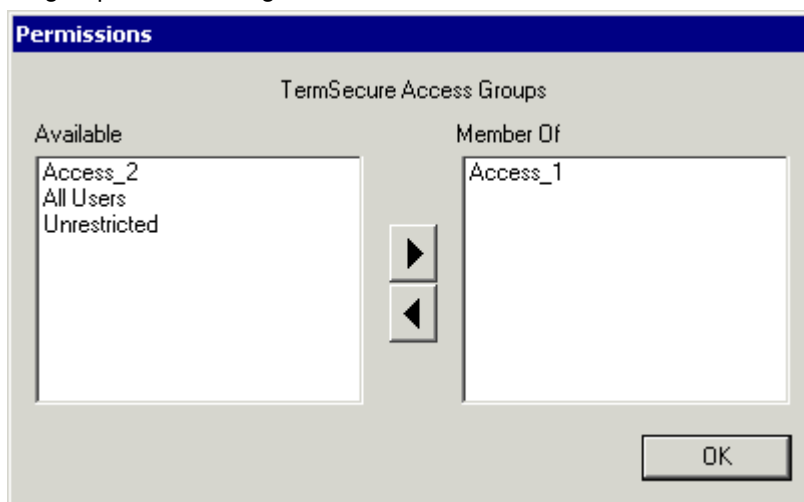 Permissions
TermSecure Access Groups
Available
Member Of
Access_2
All Users
Unrestricted
Access_1
OK